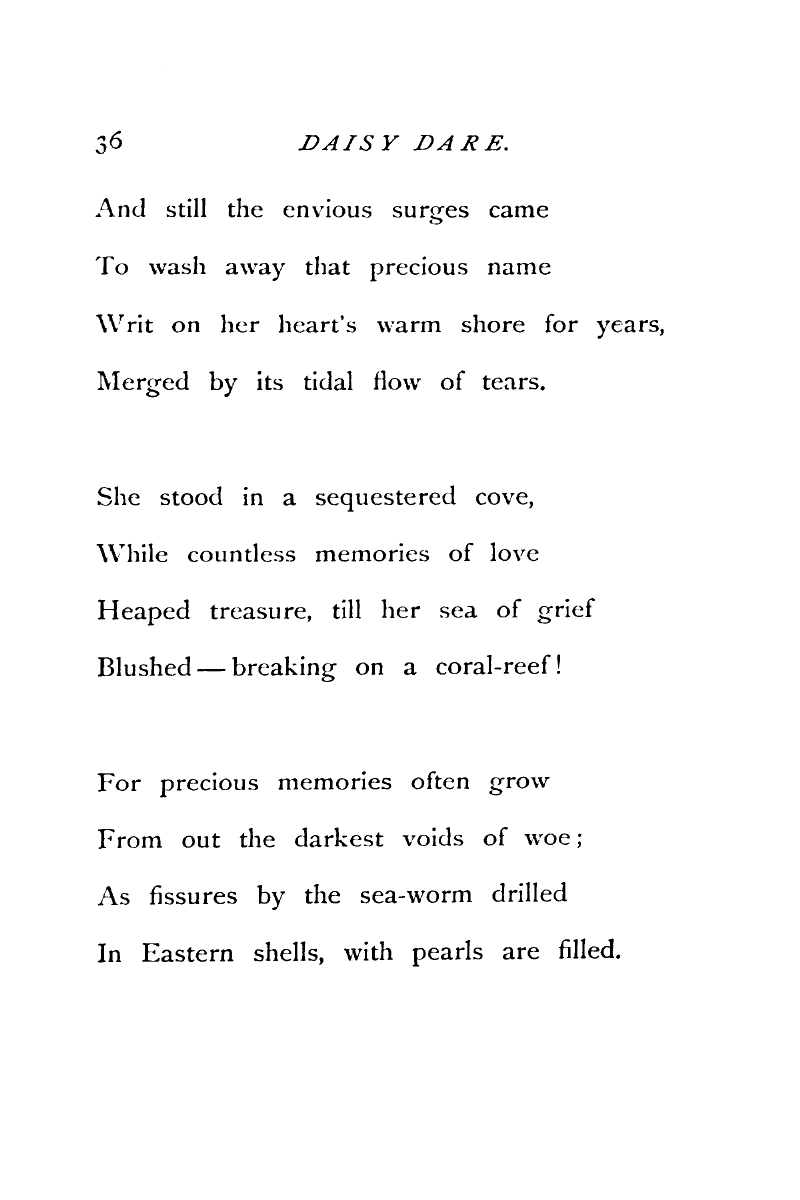 36 DAISY DARE.
And still the envious surges came
To wash away that precious name
Writ on her heart's warm shore for years,
Merged by its tidal flow of tears.
She stood in a sequestered cove,
While countless memories of love
Heaped treasure, till her sea of grief
Blushed — breaking on a coral-reef!
For precious memories often grow
From out the darkest voids of woe;
As fissures by the sea-worm drilled
In Eastern shells, with pearls are filled.